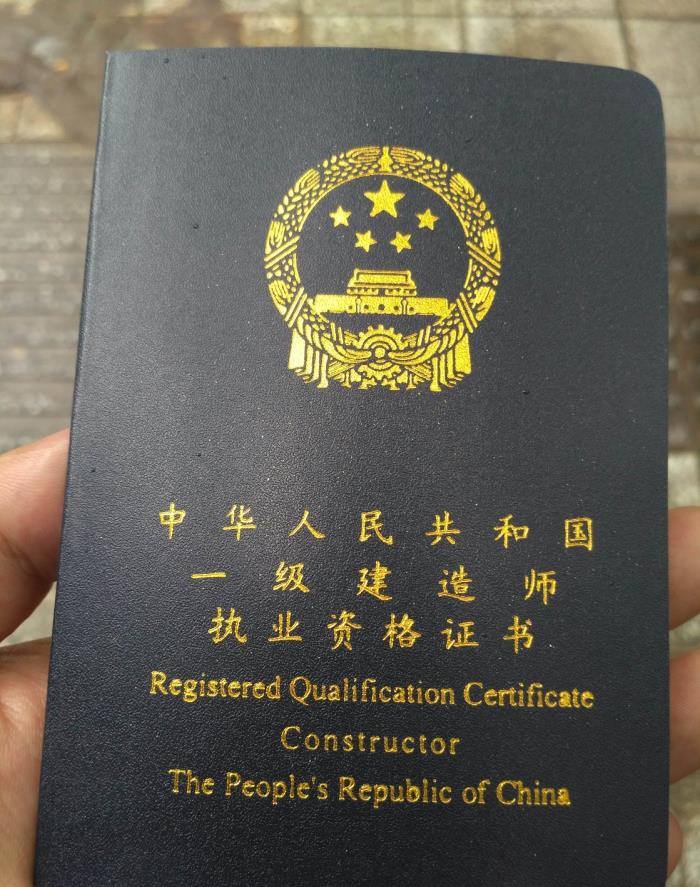 中华人民共和国
一级建造师
执业资格证书
Registered Qualification Certificate
Constructor
The People's Republic of China